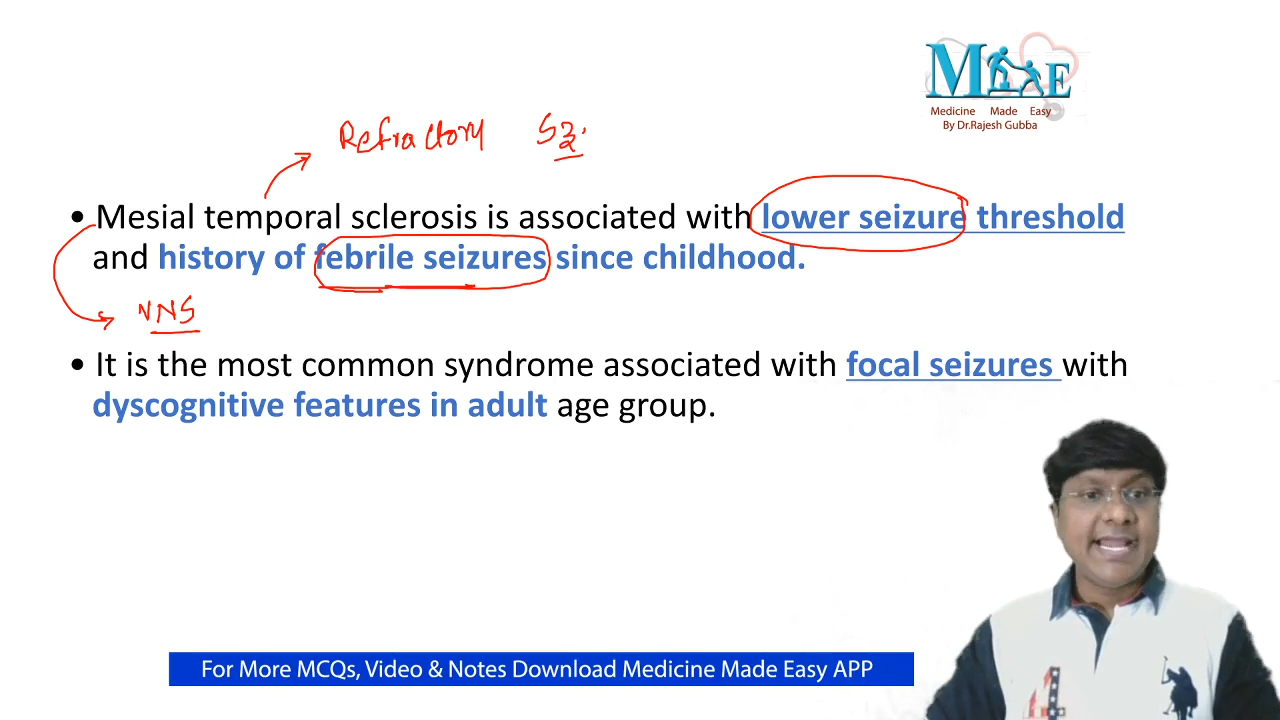 M E
Medicine Made Easy
By Dr.Rajesh Gubba
Refractory Sz.
• Mesial temporal sclerosis is associated with lower seizure threshold
and history of febrile seizures since childhood.
VNS
• It is the most common syndrome associated with focal seizures with
dyscognitive features in adult age group.
For More MCQs, Video & Notes Download Medicine Made Easy APP